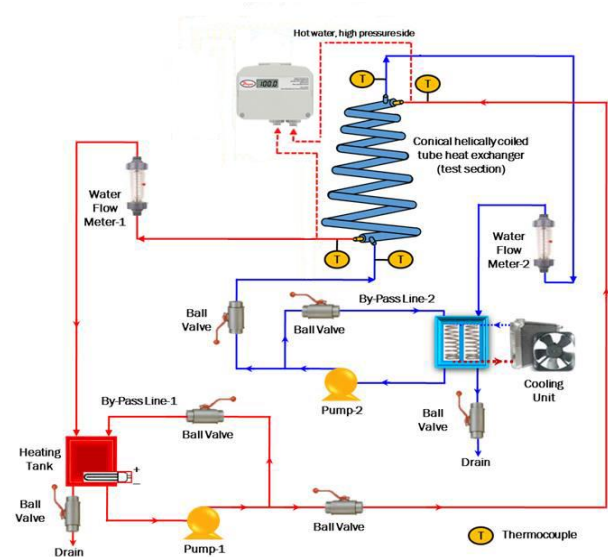 Hot water, high pressure side
T
T
100.0
Conical helically coiled
tube heat exchanger
(test section)
Water
Flow
Meter-1
Water
Flow
Meter-2
T
T
Ball
Valve
By-Pass Line-2
Ball Valve
Cooling
Unit
Pump-2
Ball
Valve
By-Pass Line-1
Ball Valve
Drain
Heating
Tank
+
−
Ball
Valve
Ball Valve
Pump-1
T Thermocouple
Drain